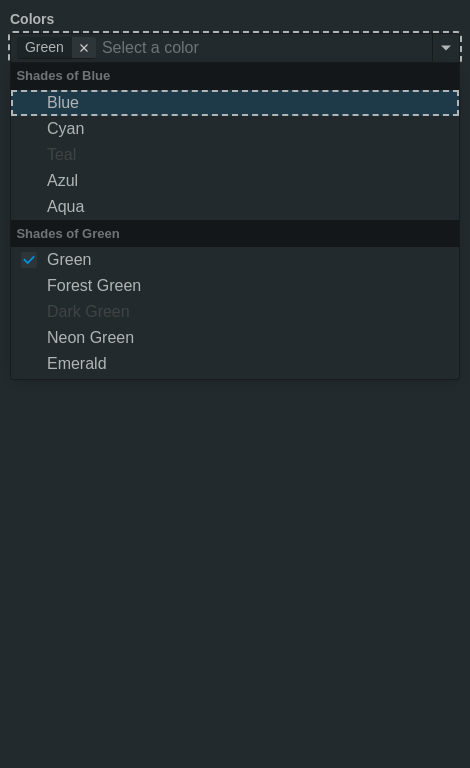 Colors
Green Select a color
Shades of Blue
Blue
Cyan
Teal
Azul
Aqua
Shades of Green
Green
Forest Green
Dark Green
Neon Green
Emerald